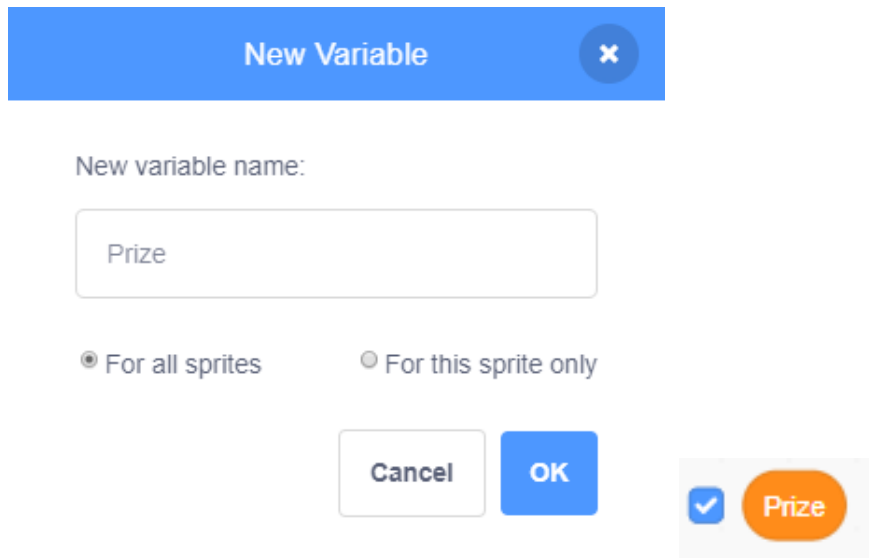 New Variable
New variable name:
Prize
For all sprites For this sprite only
Cancel OK
Prize